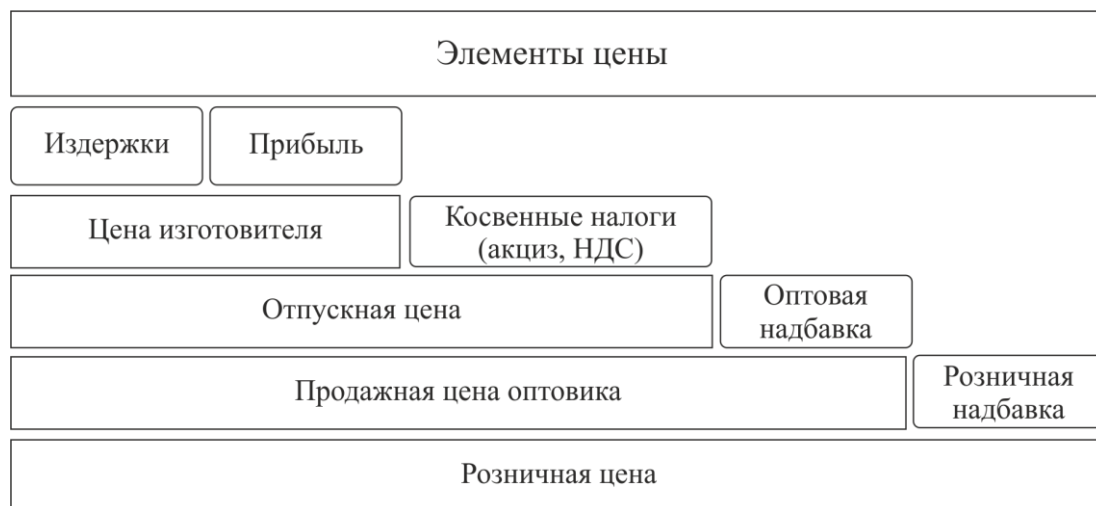 Элементы цены
Издержки
Прибыль
Цена изготовителя
Косвенные налоги
(акциз, НДС)
Отпускная цена
Оптовая
надбавка
Продажная цена оптовика
Розничная
надбавка
Розничная цена